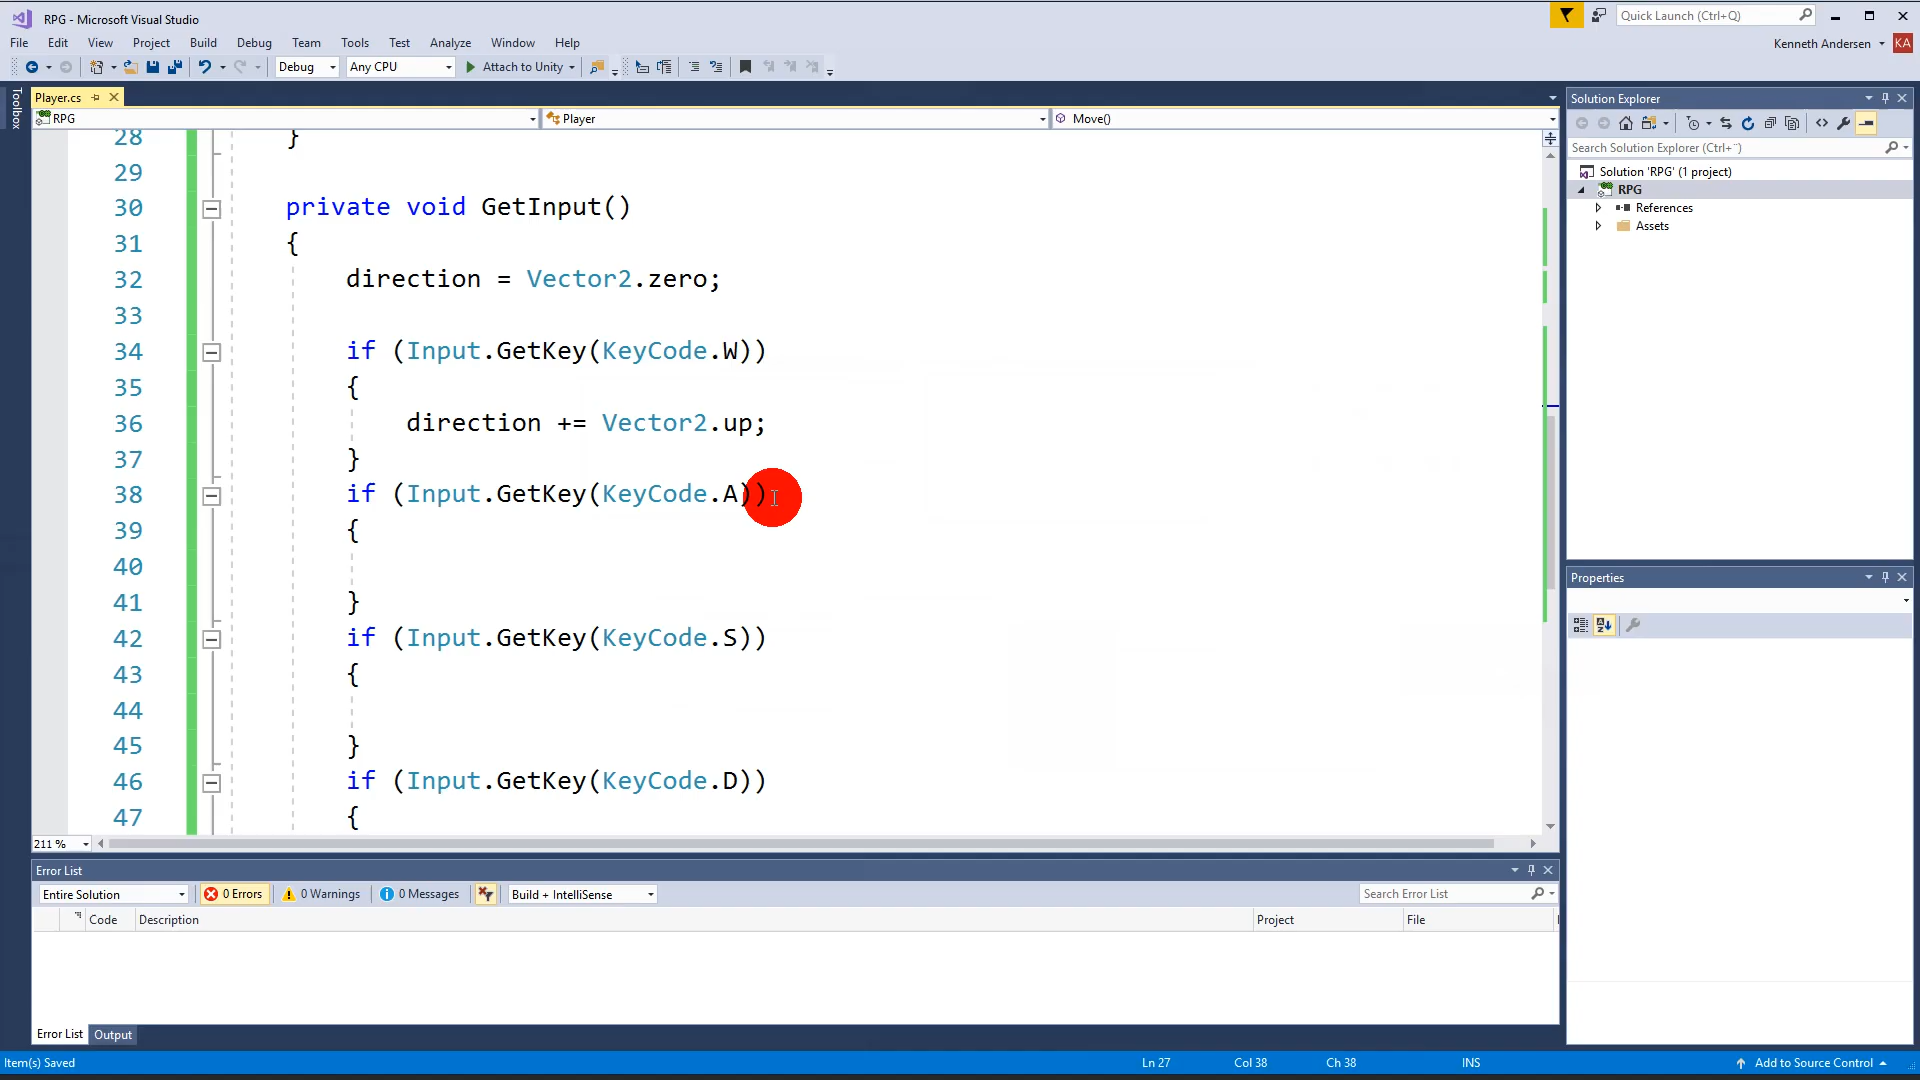 RPG - Microsoft Visual Studio
Quick Launch (Ctrl+Q)
File Edit View Project Build Debug Team Tools Test Analyze Window Help
Kenneth Andersen
KA
Debug
Any CPU
Attach to Unity
Toolbox
Player.cs
RPG
Player
Move()
28 }
29
30 private void GetInput()
31 {
32 direction = Vector2.zero;
33
34 if (Input.GetKey(KeyCode.W))
35 {
36 direction += Vector2.up;
37 }
38 if (Input.GetKey(KeyCode.A))
39 {
40
41 }
42 if (Input.GetKey(KeyCode.S))
43 {
44
45 }
46 if (Input.GetKey(KeyCode.D))
47 {
211 %
Solution Explorer
Search Solution Explorer (Ctrl+¨)
Solution 'RPG' (1 project)
RPG
References
Assets
Properties
Error List
Entire Solution
0 Errors
0 Warnings
0 Messages
Build + IntelliSense
Search Error List
Code Description Project File
Error List Output
Item(s) Saved
Ln 27 Col 38 Ch 38 INS
Add to Source Control